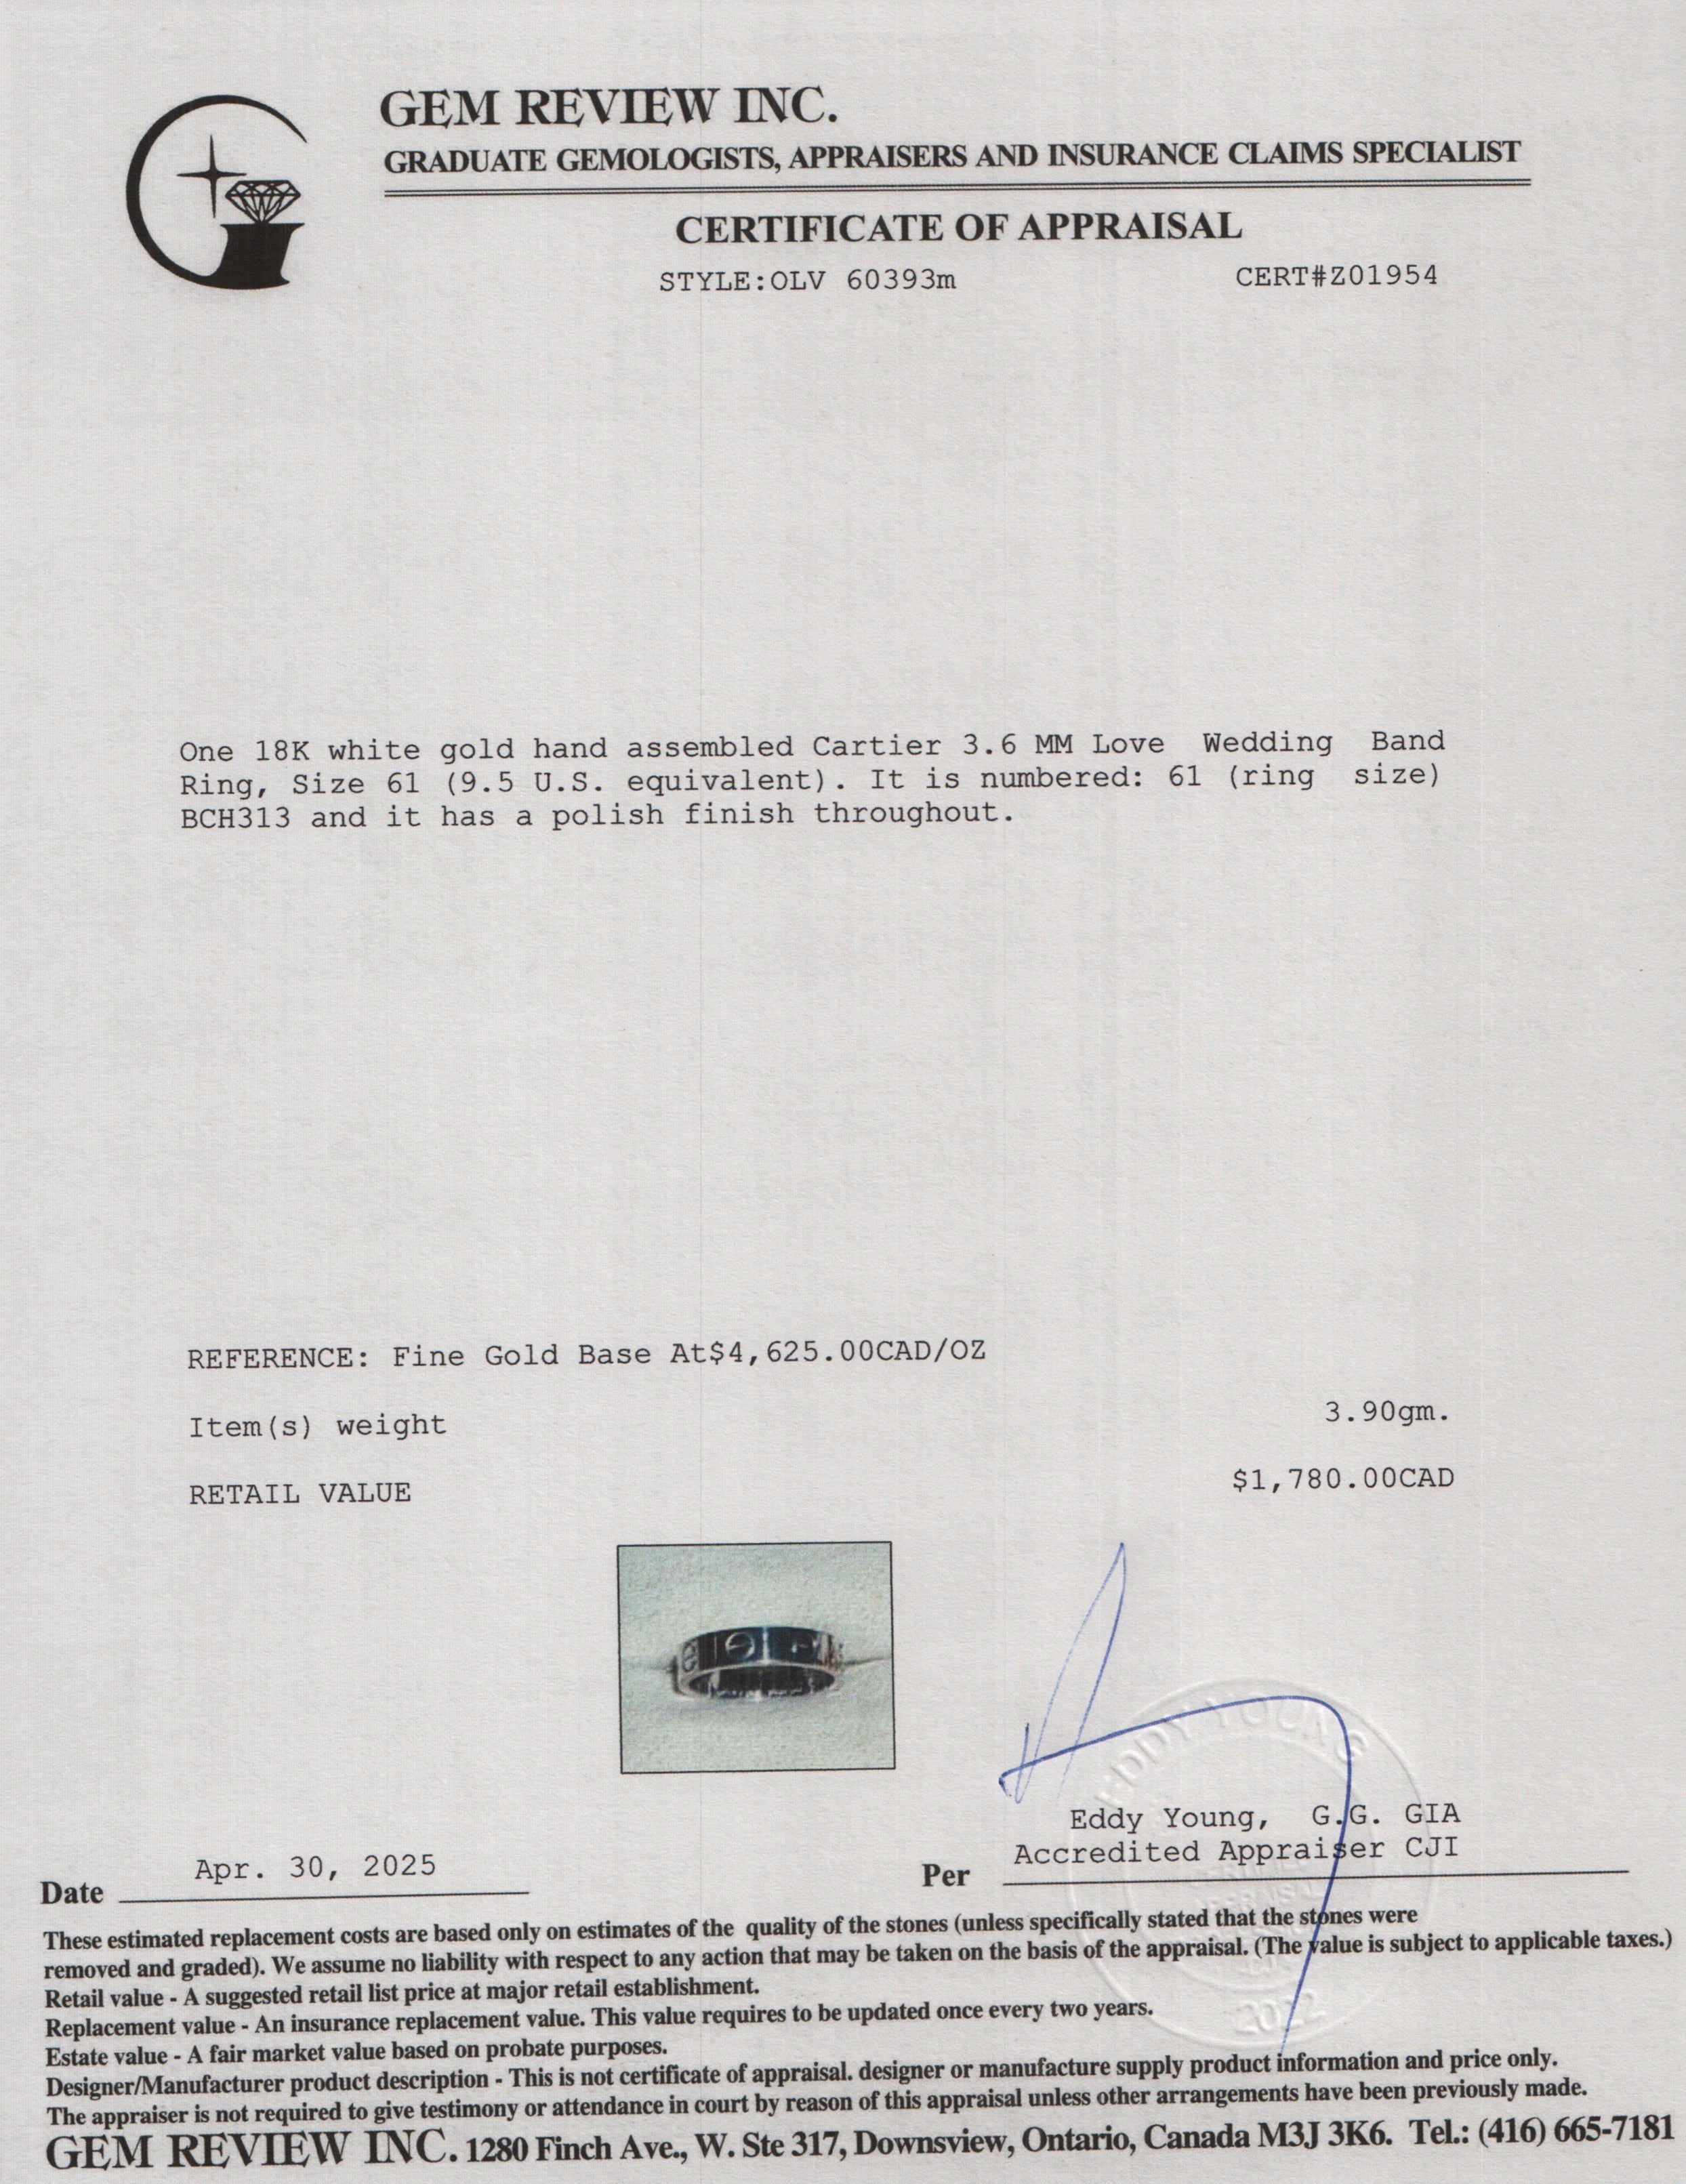 GEM REVIEW INC.
GRADUATE GEMOLOGISTS, APPRAISERS AND INSURANCE CLAIMS SPECIALIST
CERTIFICATE OF APPRAISAL
STYLE:OLV 60393m CERT#Z01954
One 18K white gold hand assembled Cartier 3.6 MM Love Wedding Band
Ring, Size 61 (9.5 U.S. equivalent). It is numbered: 61 (ring size)
BCH313 and it has a polish finish throughout.
REFERENCE: Fine Gold Base At$4,625.00CAD/OZ
Item(s) weight 3.90gm.
RETAIL VALUE $1,780.00CAD
EDDY YOUNG
Eddy Young, G.G. GIA
Accredited Appraiser CJI
Date Apr. 30, 2025 Per
2022
These estimated replacement costs are based only on estimates of the quality of the stones (unless specifically stated that the stones were
removed and graded). We assume no liability with respect to any action that may be taken on the basis of the appraisal. (The value is subject to applicable taxes.)
Retail value - A suggested retail list price at major retail establishment.
Replacement value - An insurance replacement value. This value requires to be updated once every two years.
Estate value - A fair market value based on probate purposes.
Designer/Manufacturer product description - This is not certificate of appraisal. designer or manufacture supply product information and price only.
The appraiser is not required to give testimony or attendance in court by reason of this appraisal unless other arrangements have been previously made.
GEM REVIEW INC. 1280 Finch Ave., W. Ste 317, Downsview, Ontario, Canada M3J 3K6. Tel.: (416) 665-7181